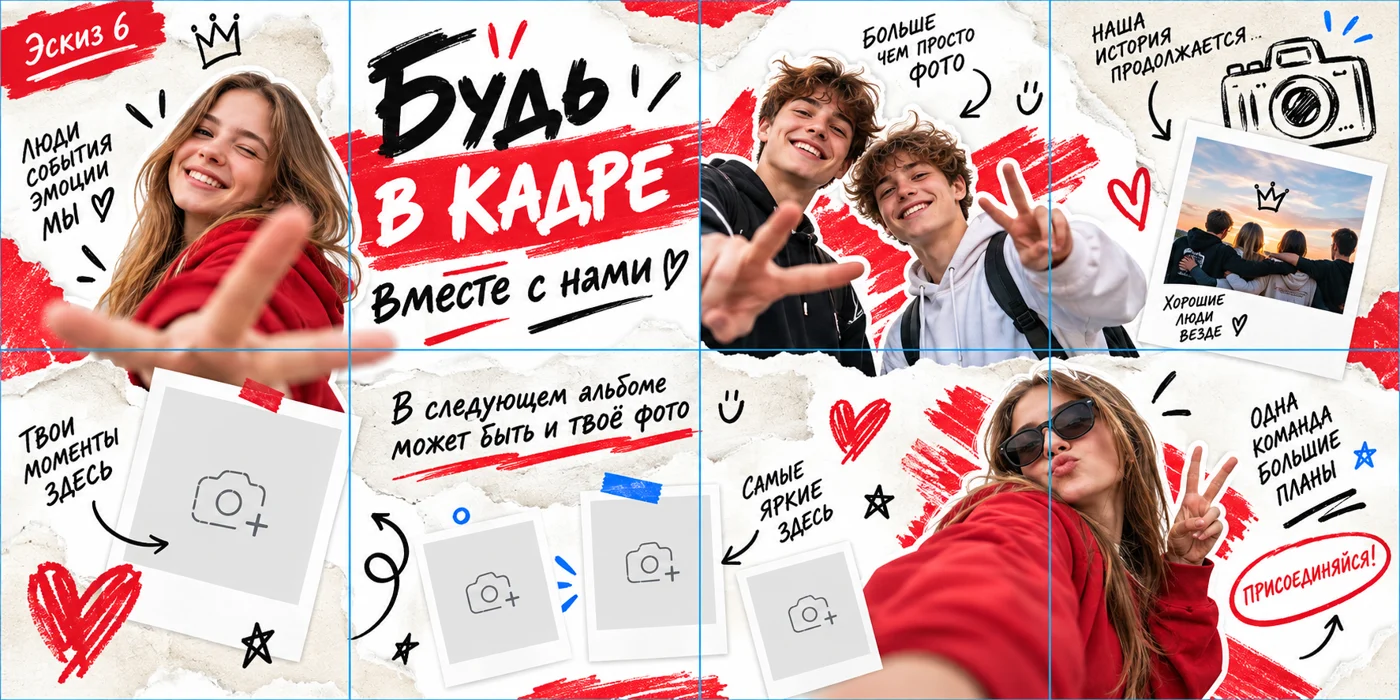 Эскиз 6
ЛЮДИ
СОБЫТИЯ
ЭМОЦИИ
МЫ
Будь
в КАДРЕ
Вместе с нами
БОЛЬШЕ
ЧЕМ ПРОСТО
ФОТО
НАША
ИСТОРИЯ
ПРОДОЛЖАЕТСЯ...
ХОРОШИЕ
ЛЮДИ
ВЕЗДЕ
ТВОИ
МОМЕНТЫ
ЗДЕСЬ
В следующем альбоме
может быть и твоё фото
САМЫЕ
ЯРКИЕ
ЗДЕСЬ
ОДНА
КОМАНДА
БОЛЬШИЕ
ПЛАНЫ
ПРИСОЕДИНЯЙСЯ!